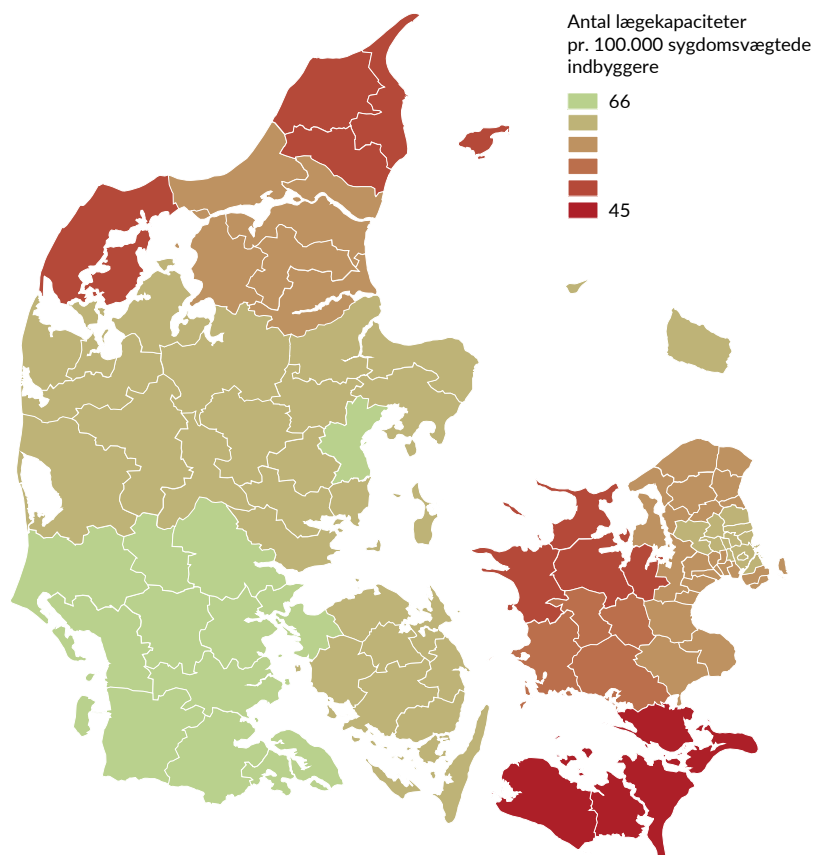 Antal lægekapaciteter
pr. 100.000 sygdomsvægtede
indbyggere
66
45